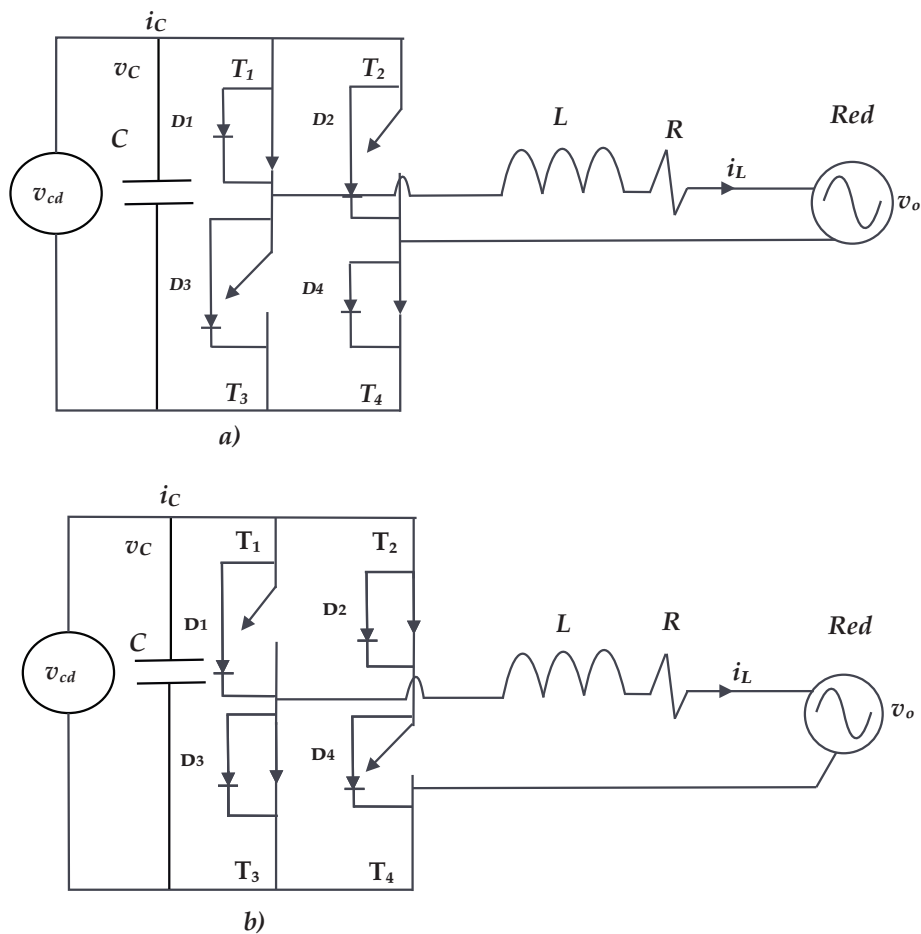 i_C
v_C
T_1
T_2
D1
D2
C
L
R
Red
v_cd
i_L
v_o
D3
D4
T_3
T_4
a)
i_C
v_C
T_1
T_2
D1
D2
C
L
R
Red
v_cd
i_L
v_o
D3
D4
T_3
T_4
b)